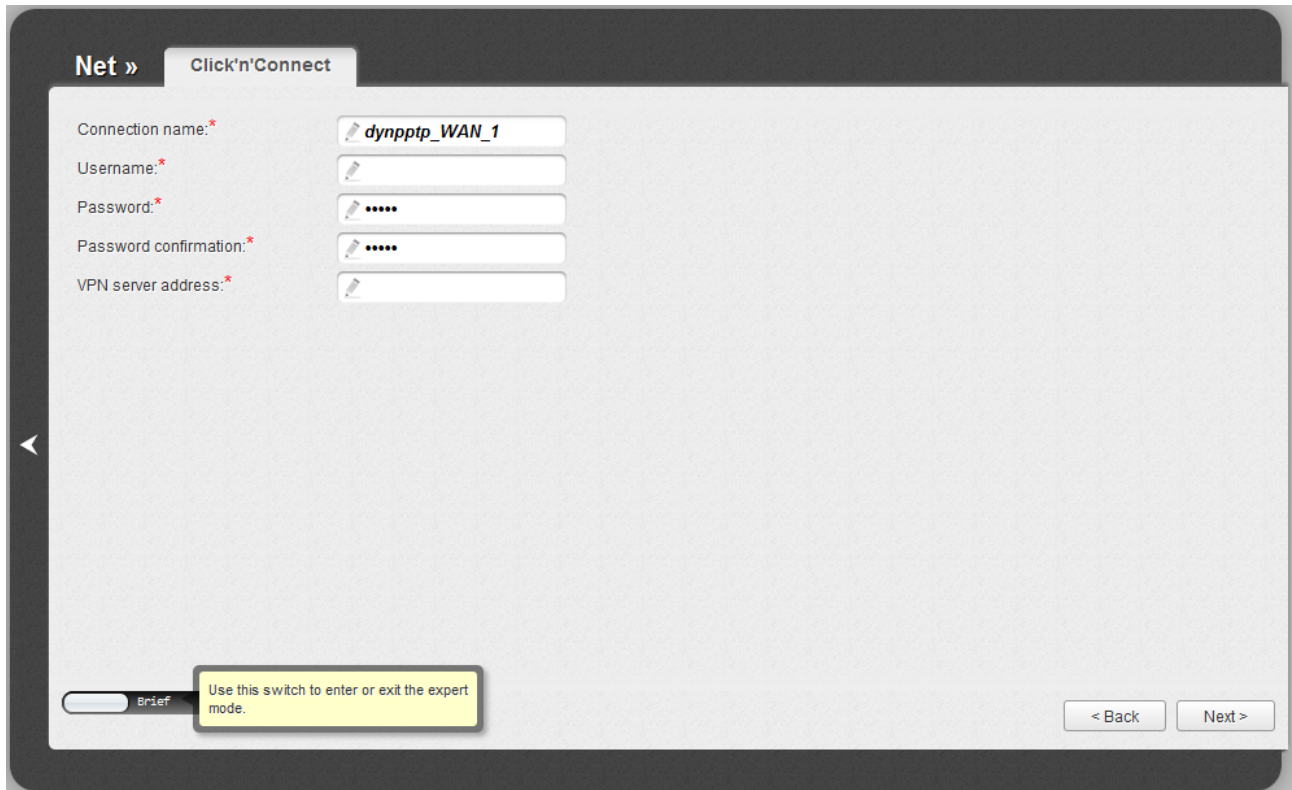 Net » Click'n'Connect
Connection name:* dynpptp_WAN_1
Username:*
Password:* •••••
Password confirmation:* •••••
VPN server address:*
Brief
Use this switch to enter or exit the expert
mode.
< Back Next >